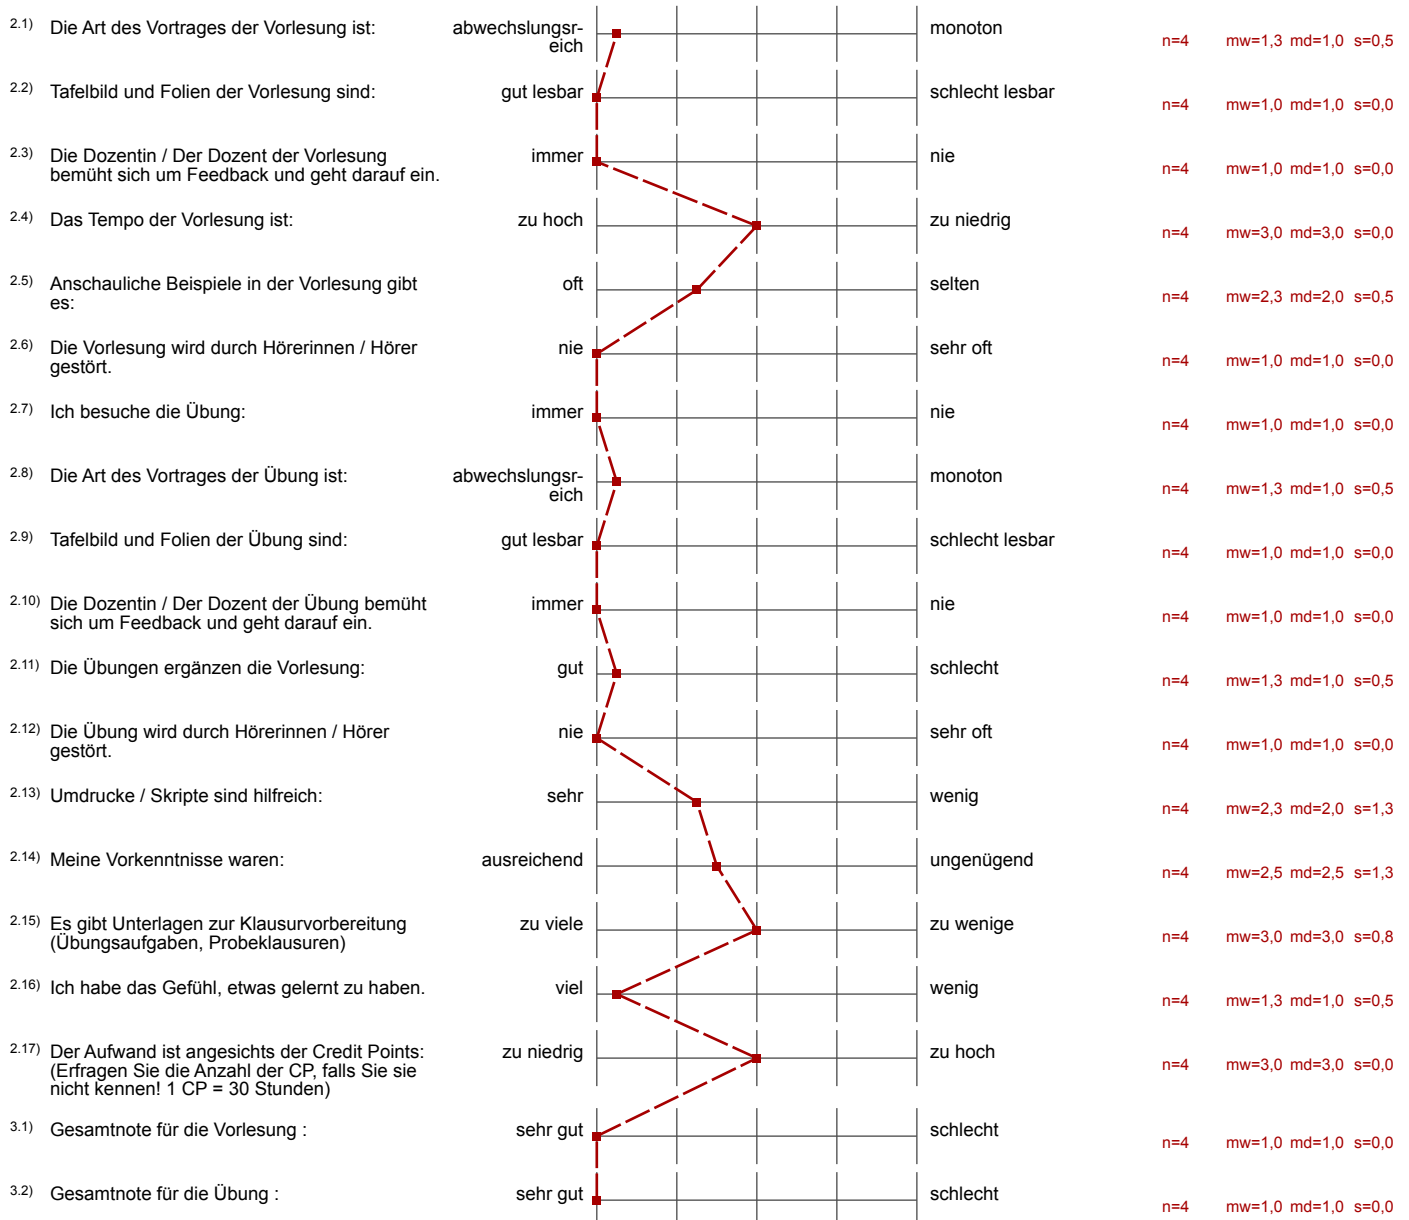 2.1) Die Art des Vortrages der Vorlesung ist: abwechslungsr- monoton
eich n=4 mw=1,3 md=1,0 s=0,5
2.2) Tafelbild und Folien der Vorlesung sind: gut lesbar schlecht lesbar
n=4 mw=1,0 md=1,0 s=0,0
2.3) Die Dozentin / Der Dozent der Vorlesung immer nie
bemüht sich um Feedback und geht darauf ein. n=4 mw=1,0 md=1,0 s=0,0
2.4) Das Tempo der Vorlesung ist: zu hoch zu niedrig
n=4 mw=3,0 md=3,0 s=0,0
2.5) Anschauliche Beispiele in der Vorlesung gibt oft selten
es: n=4 mw=2,3 md=2,0 s=0,5
2.6) Die Vorlesung wird durch Hörerinnen / Hörer nie sehr oft
gestört. n=4 mw=1,0 md=1,0 s=0,0
2.7) Ich besuche die Übung: immer nie
n=4 mw=1,0 md=1,0 s=0,0
2.8) Die Art des Vortrages der Übung ist: abwechslungsr- monoton
eich n=4 mw=1,3 md=1,0 s=0,5
2.9) Tafelbild und Folien der Übung sind: gut lesbar schlecht lesbar
n=4 mw=1,0 md=1,0 s=0,0
2.10) Die Dozentin / Der Dozent der Übung bemüht immer nie
sich um Feedback und geht darauf ein. n=4 mw=1,0 md=1,0 s=0,0
2.11) Die Übungen ergänzen die Vorlesung: gut schlecht
n=4 mw=1,3 md=1,0 s=0,5
2.12) Die Übung wird durch Hörerinnen / Hörer nie sehr oft
gestört. n=4 mw=1,0 md=1,0 s=0,0
2.13) Umdrucke / Skripte sind hilfreich: sehr wenig
n=4 mw=2,3 md=2,0 s=1,3
2.14) Meine Vorkenntnisse waren: ausreichend ungenügend
n=4 mw=2,5 md=2,5 s=1,3
2.15) Es gibt Unterlagen zur Klausurvorbereitung zu viele zu wenige
(Übungsaufgaben, Probeklausuren) n=4 mw=3,0 md=3,0 s=0,8
2.16) Ich habe das Gefühl, etwas gelernt zu haben. viel wenig
n=4 mw=1,3 md=1,0 s=0,5
2.17) Der Aufwand ist angesichts der Credit Points: zu niedrig zu hoch
(Erfragen Sie die Anzahl der CP, falls Sie sie n=4 mw=3,0 md=3,0 s=0,0
nicht kennen! 1 CP = 30 Stunden)
3.1) Gesamtnote für die Vorlesung : sehr gut schlecht
n=4 mw=1,0 md=1,0 s=0,0
3.2) Gesamtnote für die Übung : sehr gut schlecht
n=4 mw=1,0 md=1,0 s=0,0